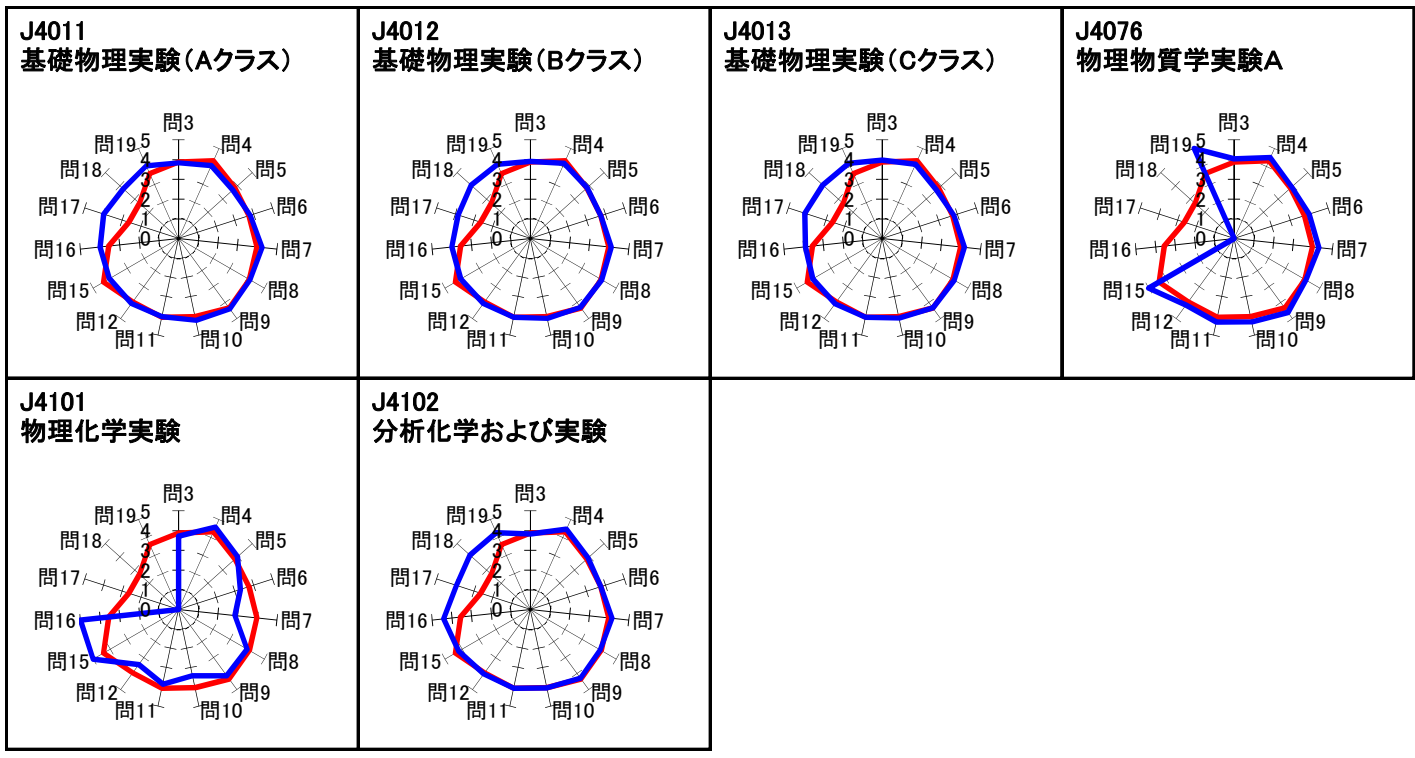 J4011
基礎物理実験(Aクラス)
問3
問4
問5
問6
問7
問8
問9
問10
問11
問12
問15
問16
問17
問18
問19
5
4
3
2
1
0
J4012
基礎物理実験(Bクラス)
問3
問4
問5
問6
問7
問8
問9
問10
問11
問12
問15
問16
問17
問18
問19
5
4
3
2
1
0
J4013
基礎物理実験(Cクラス)
問3
問4
問5
問6
問7
問8
問9
問10
問11
問12
問15
問16
問17
問18
問19
5
4
3
2
1
0
J4076
物理物質学実験A
問3
問4
問5
問6
問7
問8
問9
問10
問11
問12
問15
問16
問17
問18
問19
5
4
3
2
1
0
J4101
物理化学実験
問3
問4
問5
問6
問7
問8
問9
問10
問11
問12
問15
問16
問17
問18
問19
5
4
3
2
1
0
J4102
分析化学および実験
問3
問4
問5
問6
問7
問8
問9
問10
問11
問12
問15
問16
問17
問18
問19
5
4
3
2
1
0